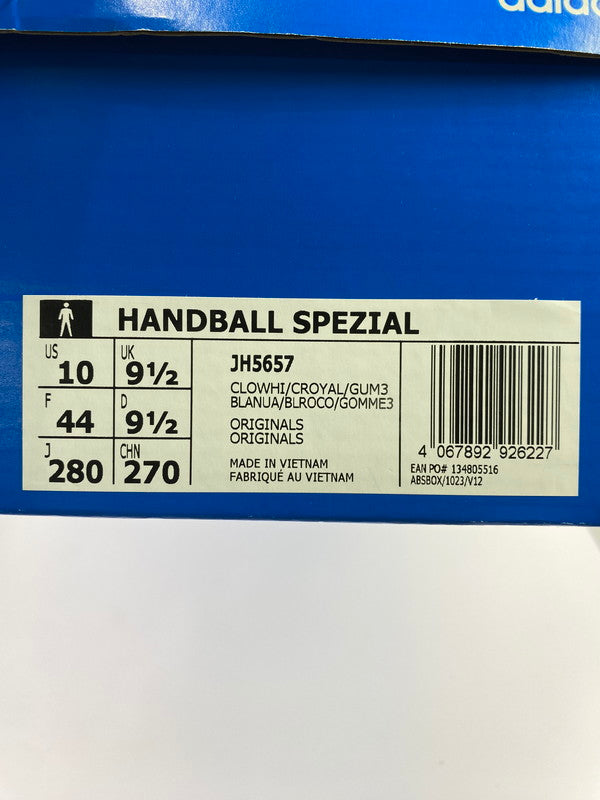 adidas
HANDBALL SPEZIAL
US 10 UK 9½
F 44 D 9½
J 280 CHN 270
JH5657
CLOWHI/CROYAL/GUM3
BLANUA/BLROCO/GOMME3
ORIGINALS
ORIGINALS
MADE IN VIETNAM
FABRIQUÉ AU VIETNAM
4 067892 926227
EAN PO# 134805516
ABSBOX/1023/V12